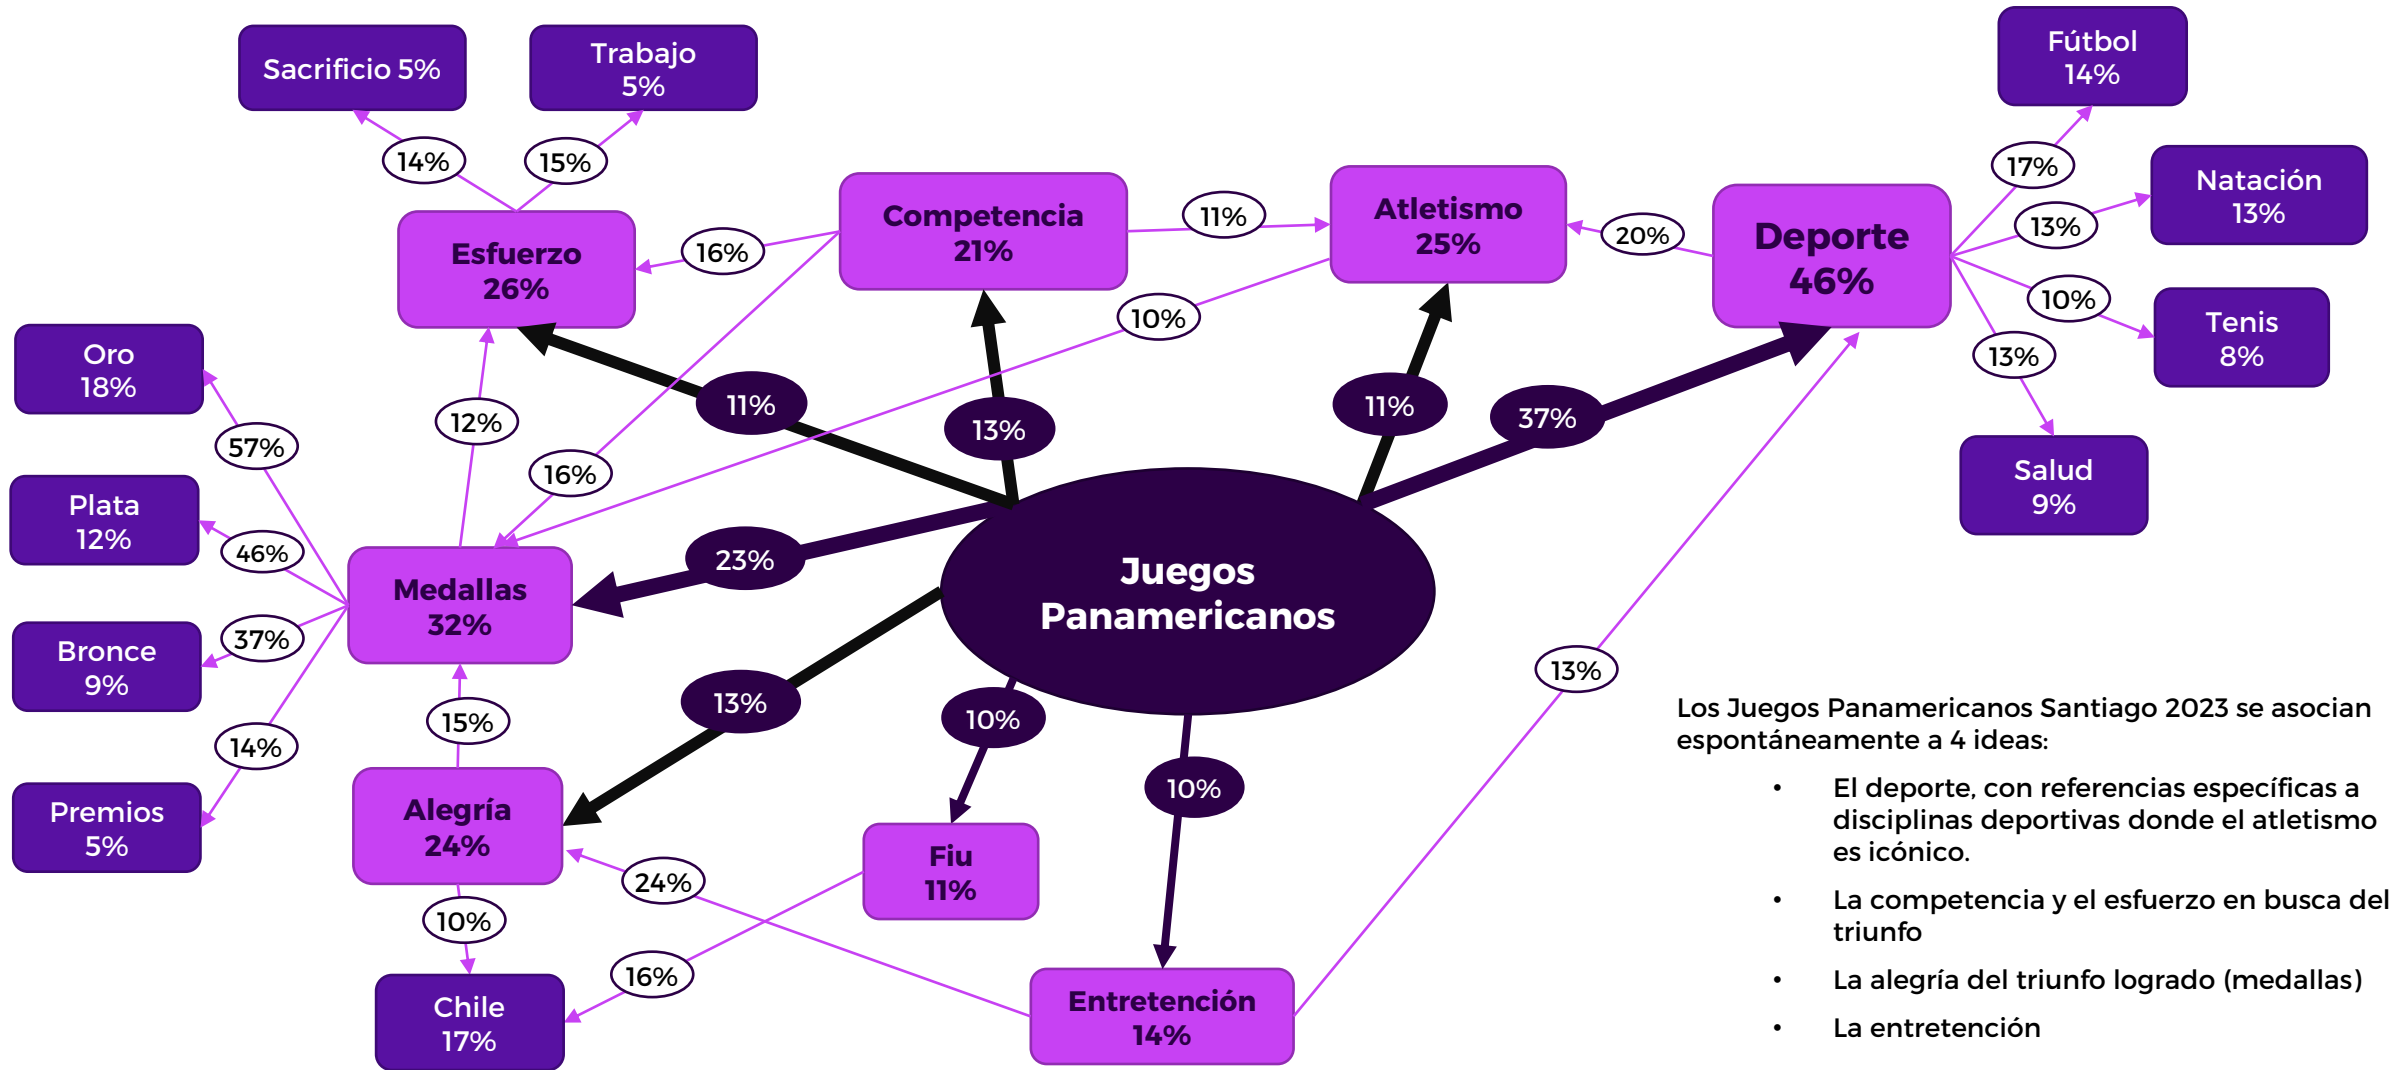 Sacrificio 5%
Trabajo
5%
Fútbol
14%
14%
15%
17%
Natación
13%
Competencia
21%
11%
Atletismo
25%
20%
Deporte
46%
13%
Esfuerzo
26%
16%
10%
10%
Tenis
8%
Oro
18%
13%
12%
11%
13%
11%
37%
57%
16%
Salud
9%
Plata
12%
46%
23%
Medallas
32%
Juegos
Panamericanos
Bronce
9%
37%
13%
15%
13%
10%
14%
10%
Premios
5%
Alegría
24%
Fiu
11%
24%
10%
16%
Chile
17%
Entretención
14%
Los Juegos Panamericanos Santiago 2023 se asocian
espontáneamente a 4 ideas:
• El deporte, con referencias específicas a
disciplinas deportivas donde el atletismo
es icónico.
• La competencia y el esfuerzo en busca del
triunfo
• La alegría del triunfo logrado (medallas)
• La entretención